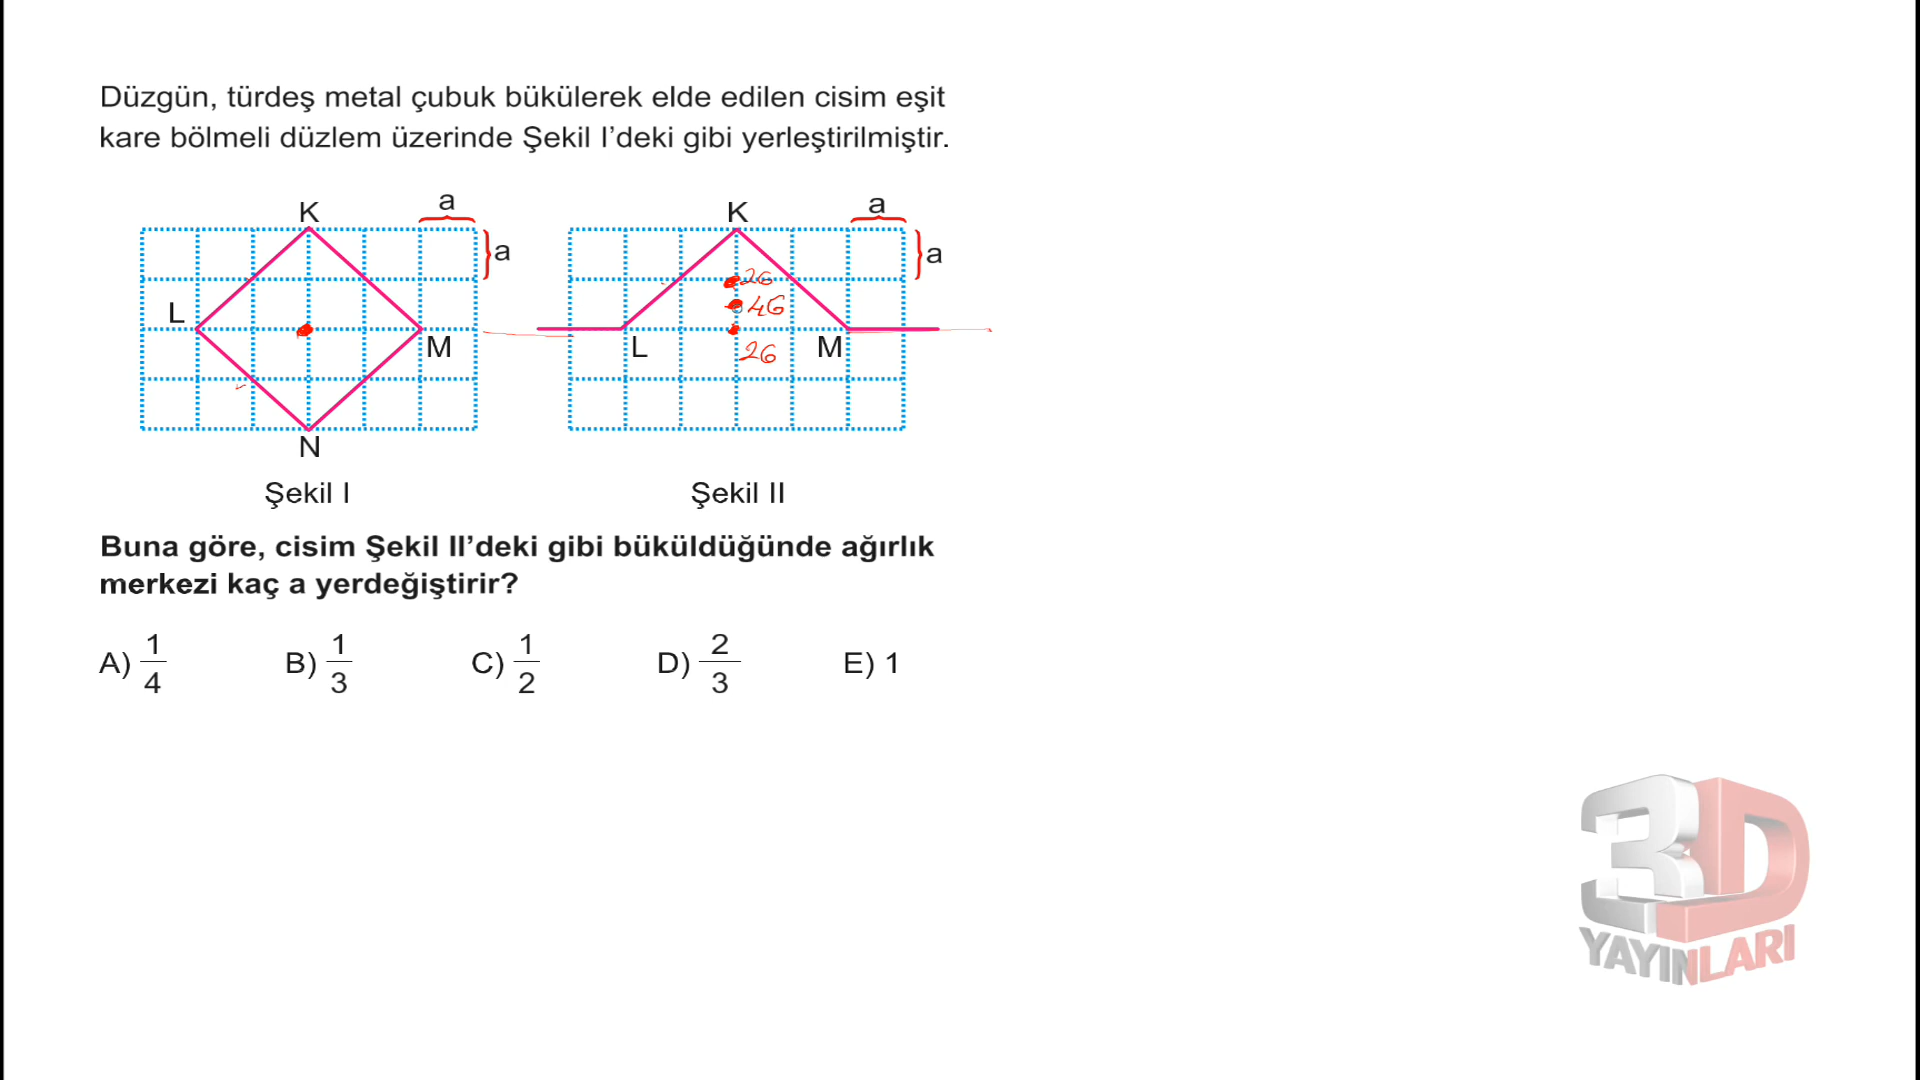 Düzgün, türdeş metal çubuk bükülerek elde edilen cisim eşit
kare bölmeli düzlem üzerinde Şekil I’deki gibi yerleştirilmiştir.
K
a
a
L
M
N
Şekil I
K
a
a
2G
4G
2G
L
M
Şekil II
Buna göre, cisim Şekil II’deki gibi büküldüğünde ağırlık
merkezi kaç a yerdeğiştirir?
A) 1/4 B) 1/3 C) 1/2 D) 2/3 E) 1
3D
YAYINLARI